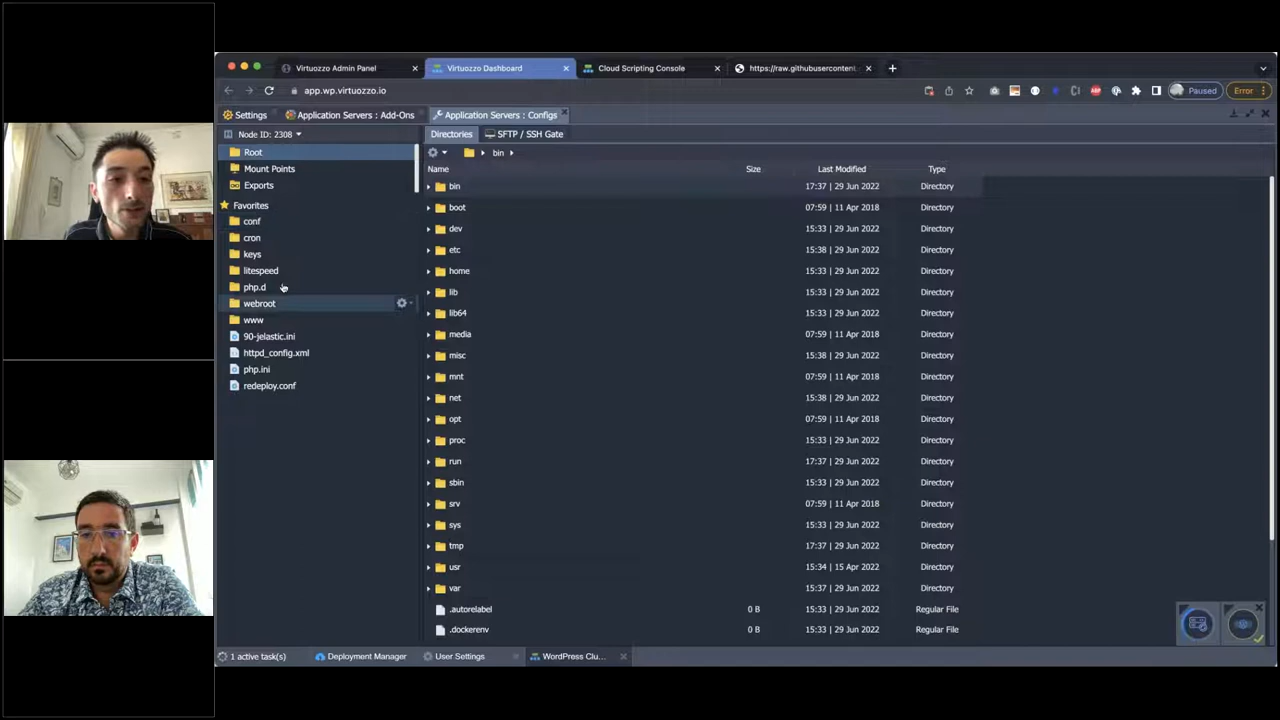 Virtuozzo Admin Panel
Virtuozzo Dashboard
Cloud Scripting Console
https://raw.githubusercontent.
app.wp.virtuozzo.io
Paused
Error
Settings
Application Servers : Add-Ons
Application Servers : Configs
Node ID: 2308
Directories
SFTP / SSH Gate
Root
Mount Points
Exports
Favorites
conf
cron
keys
litespeed
php.d
webroot
www
90-jelastic.ini
httpd_config.xml
php.ini
redeploy.conf
bin
Name Size Last Modified Type
bin 17:37 | 29 Jun 2022 Directory
boot 07:59 | 11 Apr 2018 Directory
dev 15:33 | 29 Jun 2022 Directory
etc 15:38 | 29 Jun 2022 Directory
home 15:33 | 29 Jun 2022 Directory
lib 15:33 | 29 Jun 2022 Directory
lib64 15:33 | 29 Jun 2022 Directory
media 07:59 | 11 Apr 2018 Directory
misc 15:38 | 29 Jun 2022 Directory
mnt 07:59 | 11 Apr 2018 Directory
net 15:38 | 29 Jun 2022 Directory
opt 07:59 | 11 Apr 2018 Directory
proc 15:33 | 29 Jun 2022 Directory
run 17:37 | 29 Jun 2022 Directory
sbin 15:33 | 29 Jun 2022 Directory
srv 07:59 | 11 Apr 2018 Directory
sys 15:33 | 29 Jun 2022 Directory
tmp 17:37 | 29 Jun 2022 Directory
usr 15:34 | 15 Apr 2022 Directory
var 15:37 | 29 Jun 2022 Directory
.autorelabel 0 B 15:33 | 29 Jun 2022 Regular File
.dockerenv 0 B 15:33 | 29 Jun 2022 Regular File
1 active task(s)
Deployment Manager
User Settings
WordPress Clu...